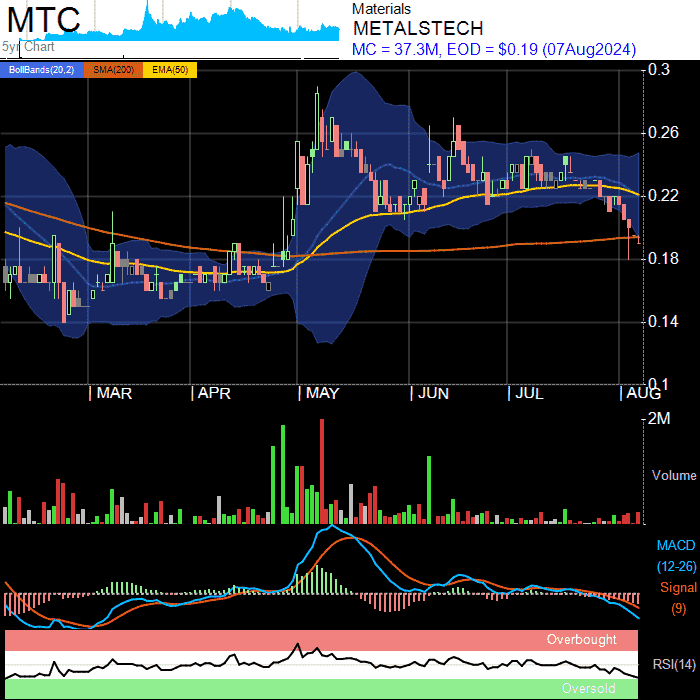 MTC
5yr Chart
Materials
METALSTECH
MC = 37.3M, EOD = $0.19 (07Aug2024)
BollBands(20,2) SMA(200) EMA(50)
0.3
0.26
0.22
0.18
0.14
0.1
| MAR | APR | MAY | JUN | JUL | AUG
2M
Volume
MACD
(12-26)
Signal
(9)
Overbought
RSI(14)
Oversold